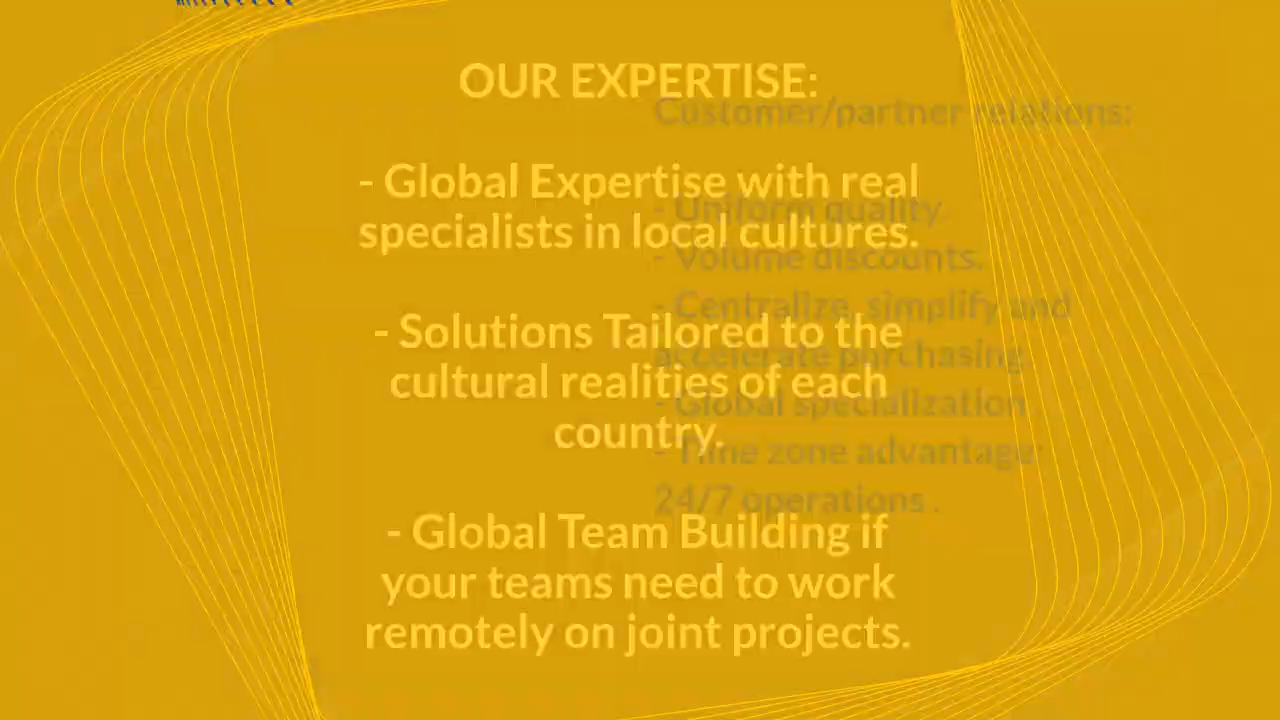 OUR EXPERTISE:
- Global Expertise with real
specialists in local cultures.
- Solutions Tailored to the
cultural realities of each
country.
- Global Team Building if
your teams need to work
remotely on joint projects.
Customer/partner relations:
- Uniform quality.
- Volume discounts.
- Centralize, simplify and
accelerate purchasing.
- Global specialization
- Time zone advantage:
24/7 operations .